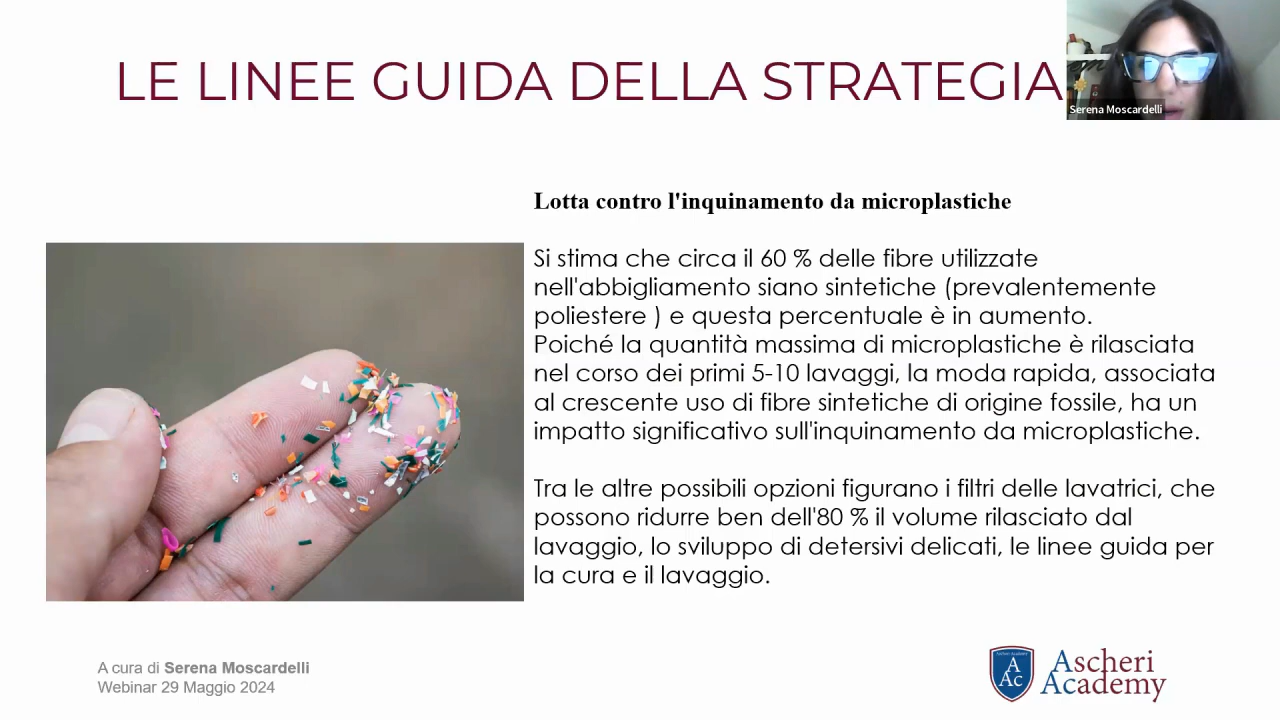 LE LINEE GUIDA DELLA STRATEGIA
Serena Moscardelli
Lotta contro l'inquinamento da microplastiche
Si stima che circa il 60 % delle fibre utilizzate
nell'abbigliamento siano sintetiche (prevalentemente
poliestere ) e questa percentuale è in aumento.
Poiché la quantità massima di microplastiche è rilasciata
nel corso dei primi 5-10 lavaggi, la moda rapida, associata
al crescente uso di fibre sintetiche di origine fossile, ha un
impatto significativo sull'inquinamento da microplastiche.
Tra le altre possibili opzioni figurano i filtri delle lavatrici, che
possono ridurre ben dell'80 % il volume rilasciato dal
lavaggio, lo sviluppo di detersivi delicati, le linee guida per
la cura e il lavaggio.
A cura di Serena Moscardelli
Webinar 29 Maggio 2024
Ascheri Academy
A
Ac
Ascheri
Academy